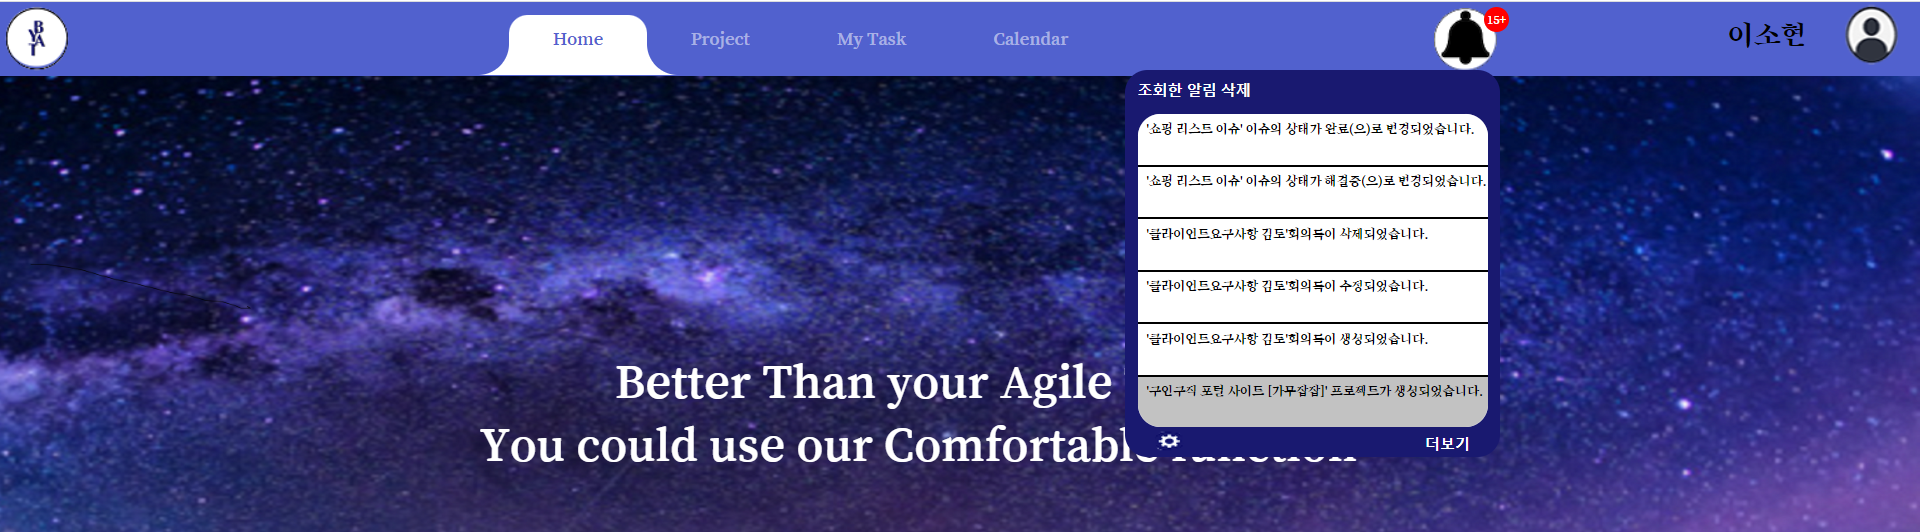 BYAT
Home
Project
My Task
Calendar
15+
이소현
조회한 알림 삭제
'쇼핑 리스트 이슈' 이슈의 상태가 완료(으)로 변경되었습니다.
'쇼핑 리스트 이슈' 이슈의 상태가 해결중(으)로 변경되었습니다.
'클라이언트요구사항 검토'회의록이 삭제되었습니다.
'클라이언트요구사항 검토'회의록이 수정되었습니다.
'클라이언트요구사항 검토'회의록이 생성되었습니다.
'구인구직 포털 사이트 [가무잡잡]' 프로젝트가 생성되었습니다.
더보기
Better Than your Agile
You could use our Comfortable function